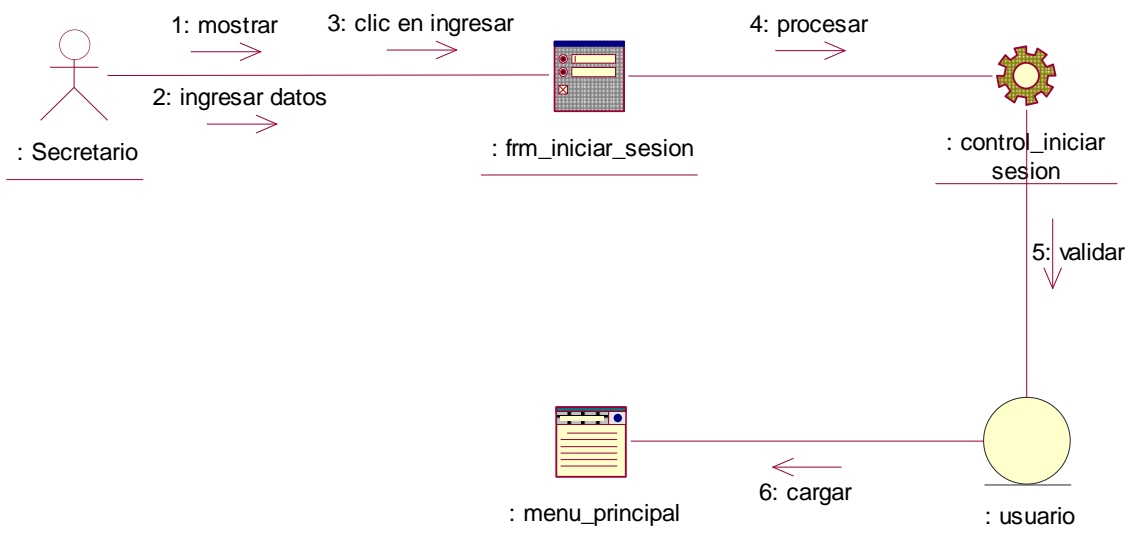 1: mostrar
3: clic en ingresar
4: procesar
2: ingresar datos
: Secretario
: frm_iniciar_sesion
: control_iniciar
sesion
5: validar
6: cargar
: menu_principal
: usuario